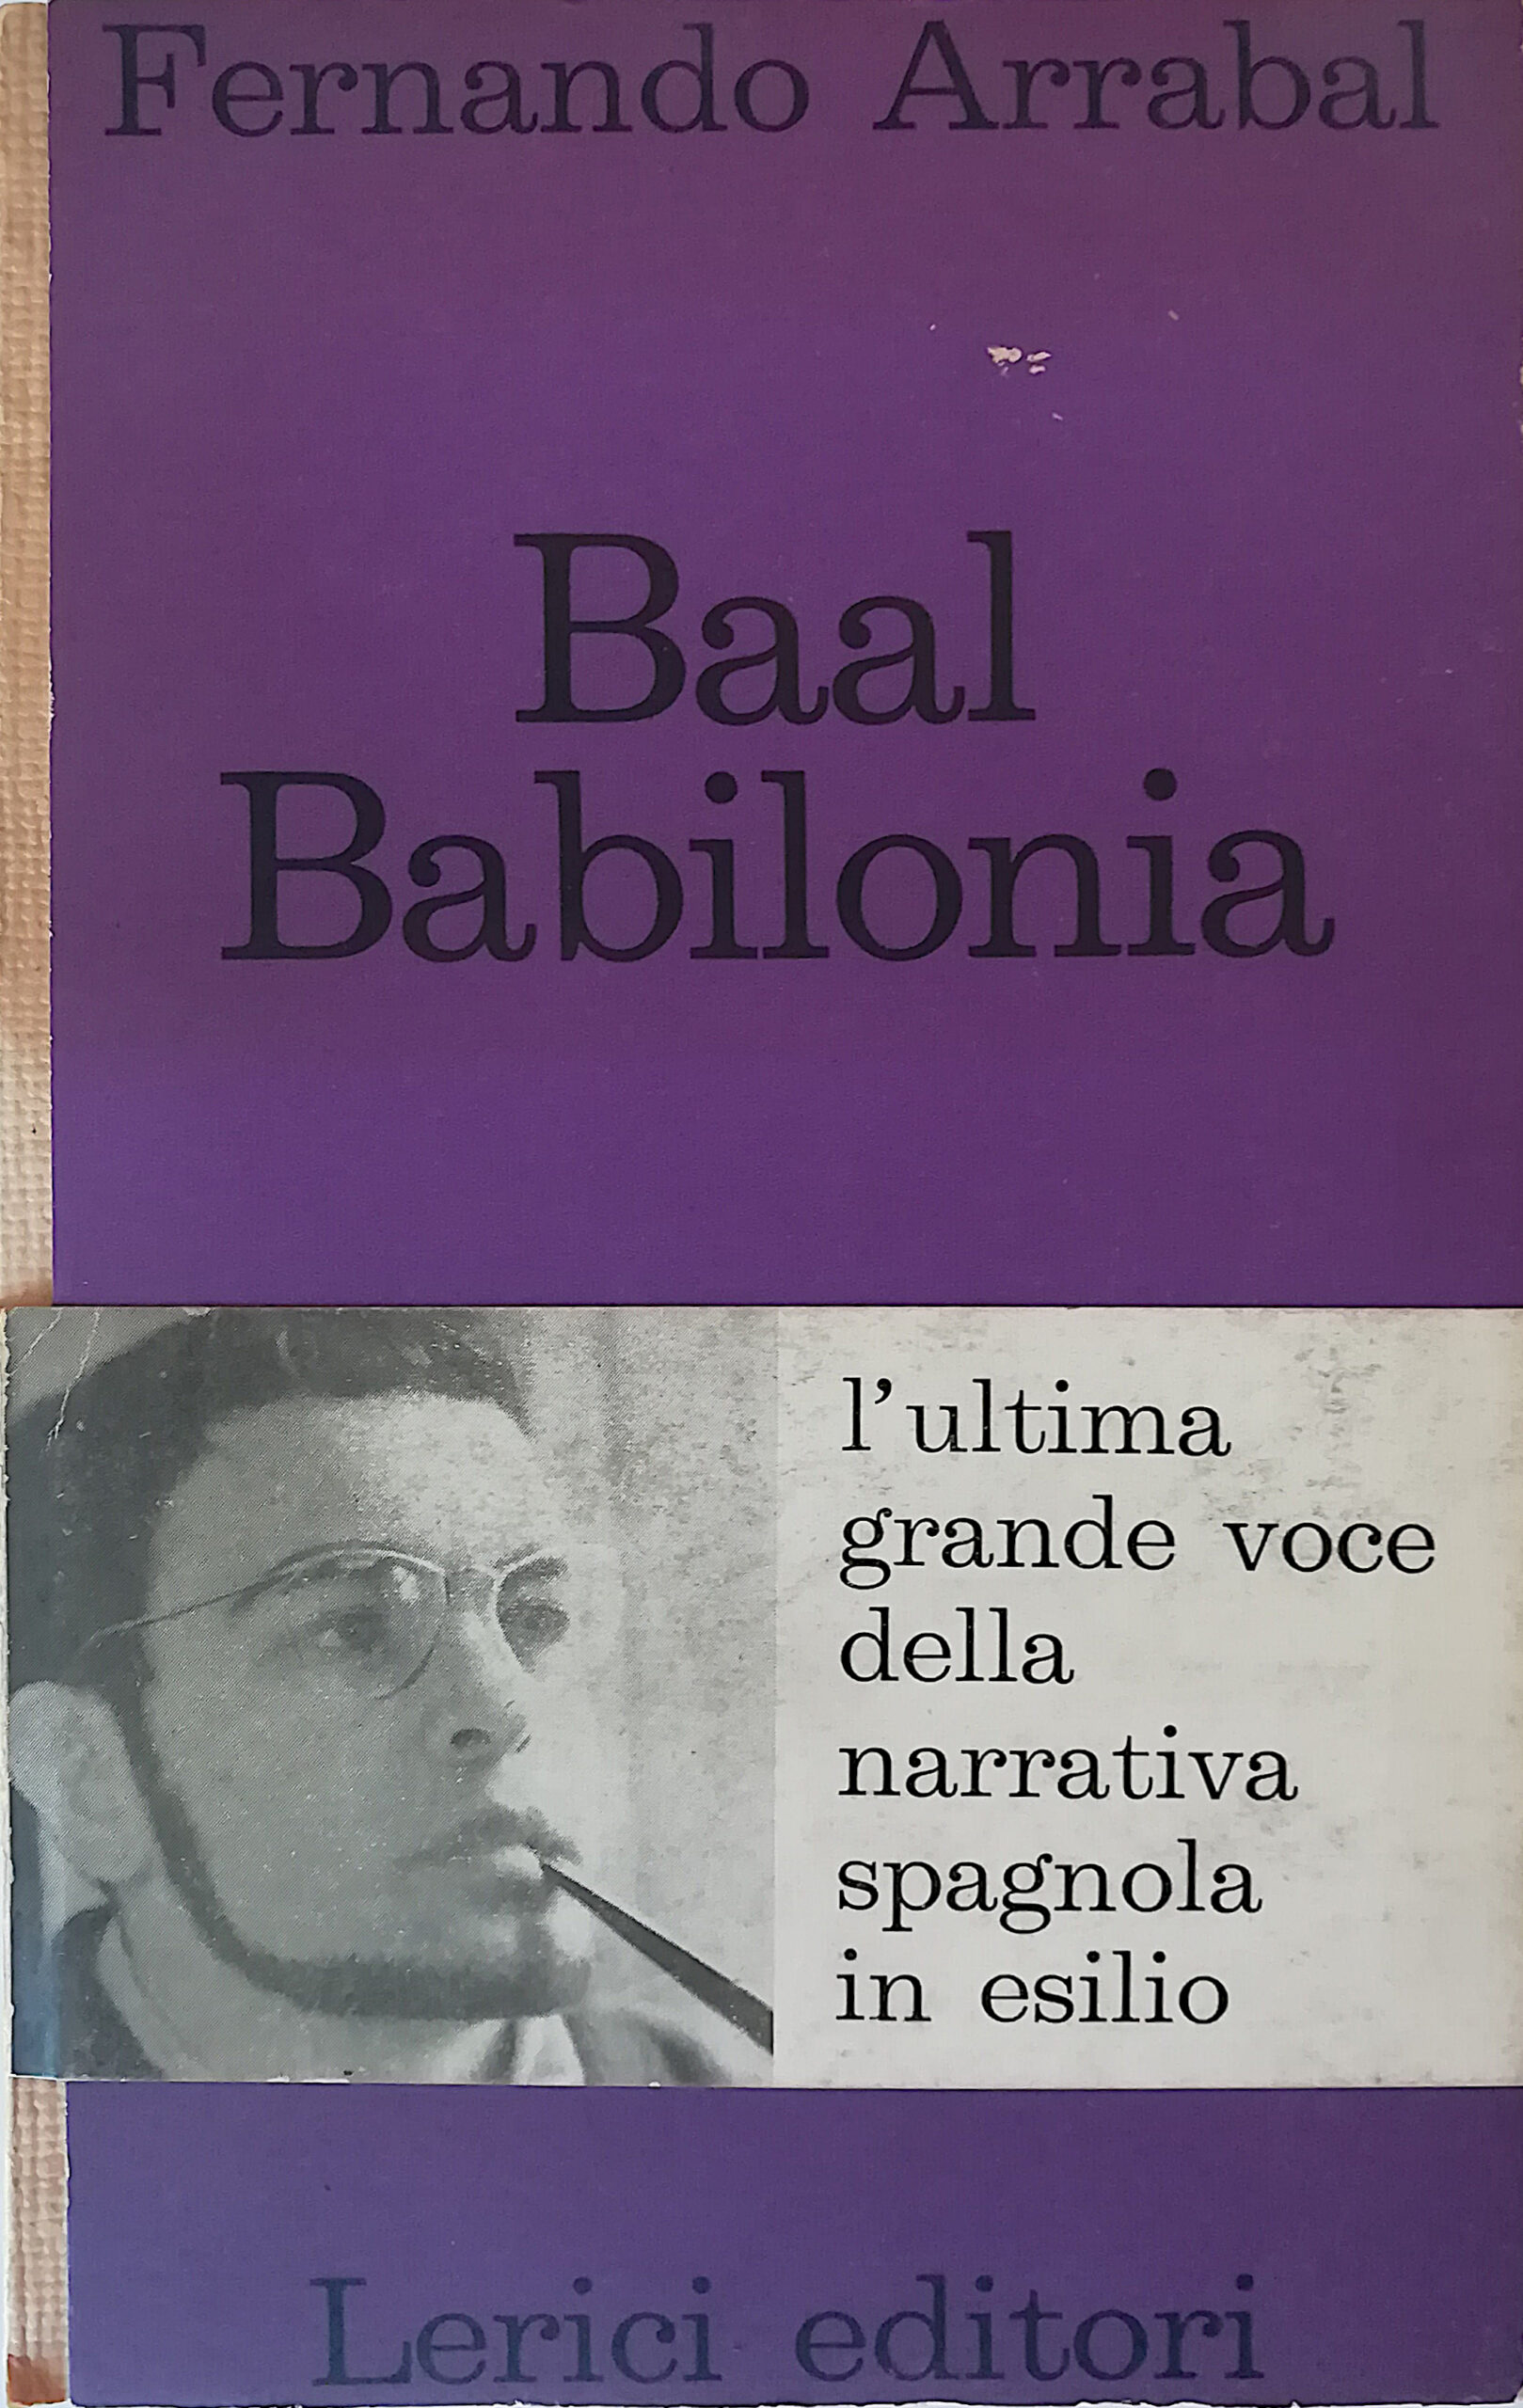 Fernando Arrabal
Baal
Babilonia
l'ultima
grande voce
della
narrativa
spagnola
in esilio
Lerici editori